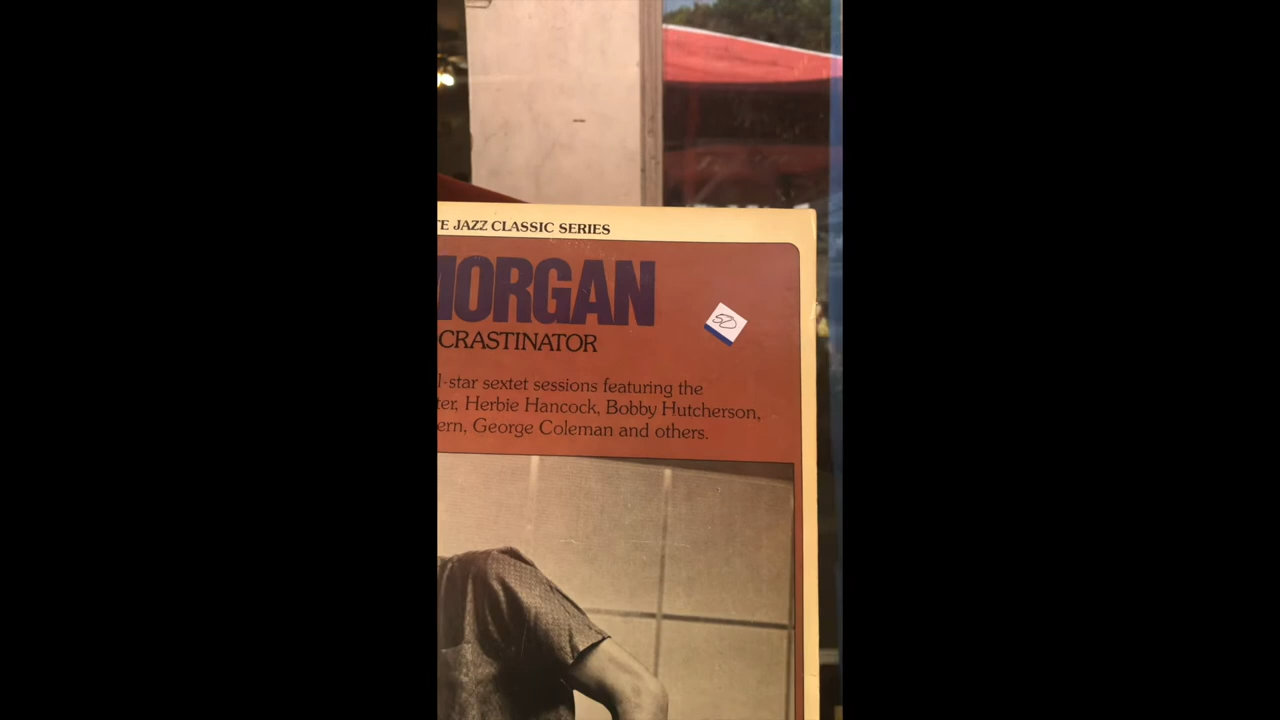 TE JAZZ CLASSIC SERIES
MORGAN
CRASTINATOR
50
l-star sextet sessions featuring the
ter, Herbie Hancock, Bobby Hutcherson,
ern, George Coleman and others.